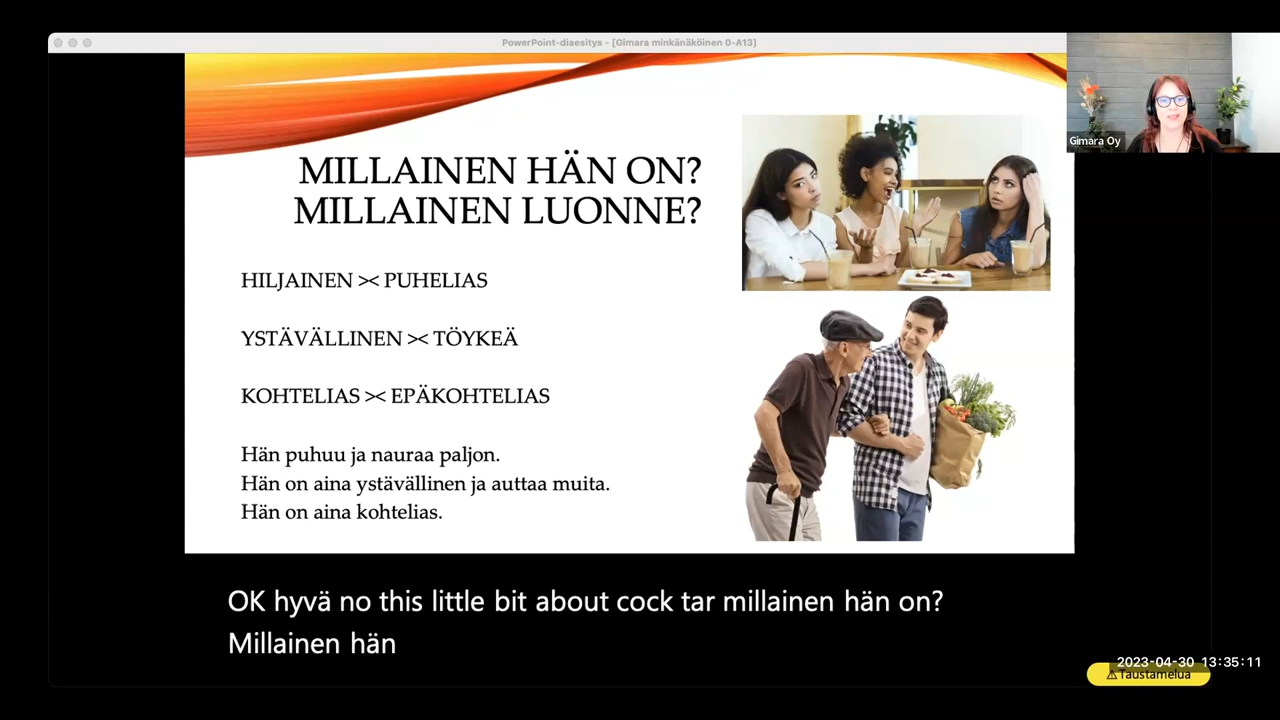 PowerPoint-diaesitys - [Gimara minkänäköinen 0-A13]
Gimara Oy
MILLAINEN HÄN ON?
MILLAINEN LUONNE?
HILJAINEN >< PUHELIAS
YSTÄVÄLLINEN >< TÖYKEÄ
KOHTELIAS >< EPÄKOHTELIAS
Hän puhuu ja nauraa paljon.
Hän on aina ystävällinen ja auttaa muita.
Hän on aina kohtelias.
OK hyvä no this little bit about cock tar millainen hän on?
Millainen hän
2023-04-30 13:35:11
⚠Taustamelua